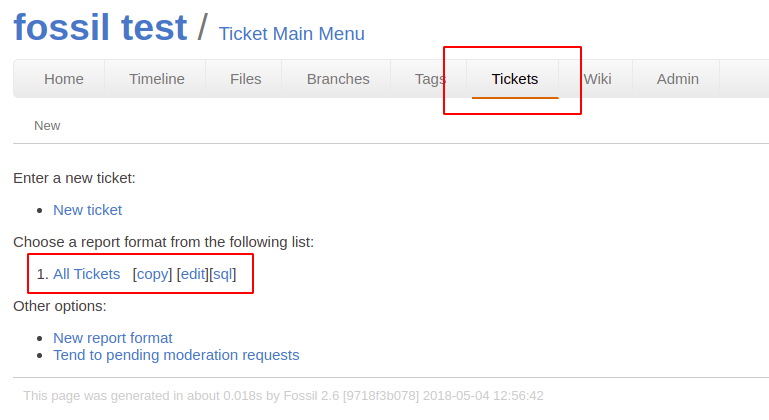 fossil test / Ticket Main Menu
Home Timeline Files Branches Tags Tickets Wiki Admin
New
Enter a new ticket:
• New ticket
Choose a report format from the following list:
1. All Tickets [copy] [edit][sql]
Other options:
• New report format
• Tend to pending moderation requests
This page was generated in about 0.018s by Fossil 2.6 [9718f3b078] 2018-05-04 12:56:42